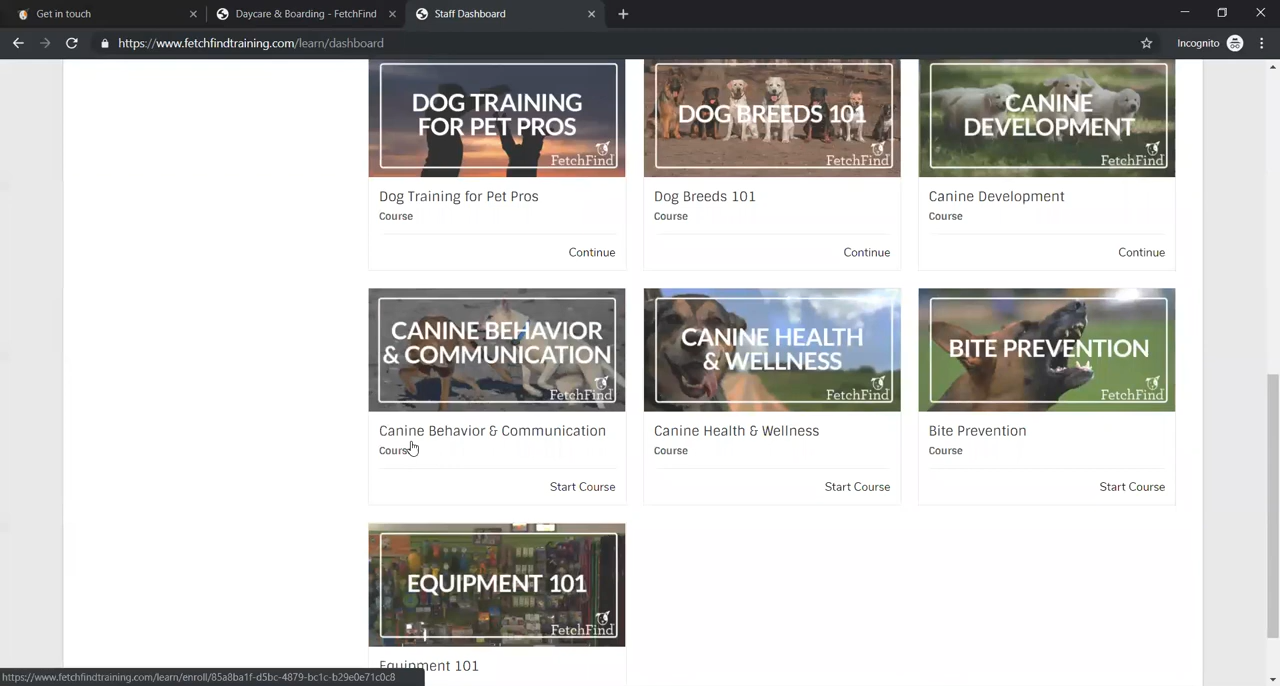 Get in touch
Daycare & Boarding - FetchFind
Staff Dashboard
https://www.fetchfindtraining.com/learn/dashboard
Incognito
DOG TRAINING
FOR PET PROS
FetchFind
Dog Training for Pet Pros
Course
Continue
DOG BREEDS 101
FetchFind
Dog Breeds 101
Course
Continue
CANINE
DEVELOPMENT
FetchFind
Canine Development
Course
Continue
CANINE BEHAVIOR
& COMMUNICATION
FetchFind
Canine Behavior & Communication
Course
Start Course
CANINE HEALTH
& WELLNESS
FetchFind
Canine Health & Wellness
Course
Start Course
BITE PREVENTION
FetchFind
Bite Prevention
Course
Start Course
EQUIPMENT 101
FetchFind
Equipment 101
https://www.fetchfindtraining.com/learn/enroll/85a8ba1f-d5bc-4879-bc1c-b29e0e71c0c8